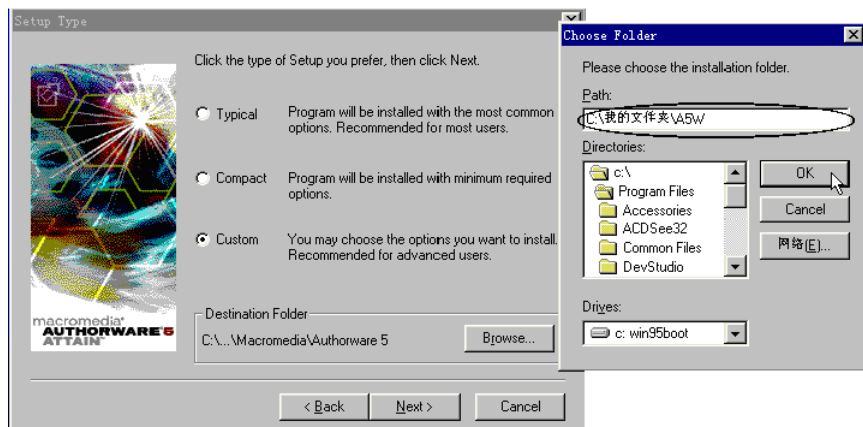 Setup Type
Click the type of Setup you prefer, then click Next.
Typical
Program will be installed with the most common
options. Recommended for most users.
Compact
Program will be installed with minimum required
options.
Custom
You may choose the options you want to install.
Recommended for advanced users.
Destination Folder
C:\...\Macromedia\Authorware 5
Browse...
macromedia®
AUTHORWARE®5
ATTAIN™
< Back
Next >
Cancel
Choose Folder
Please choose the installation folder.
Path:
C:\我的文件夹\A5W
Directories:
c:\
Program Files
Accessories
ACDSee32
Common Files
DevStudio
OK
Cancel
网络(E)...
Drives:
c: win95boot